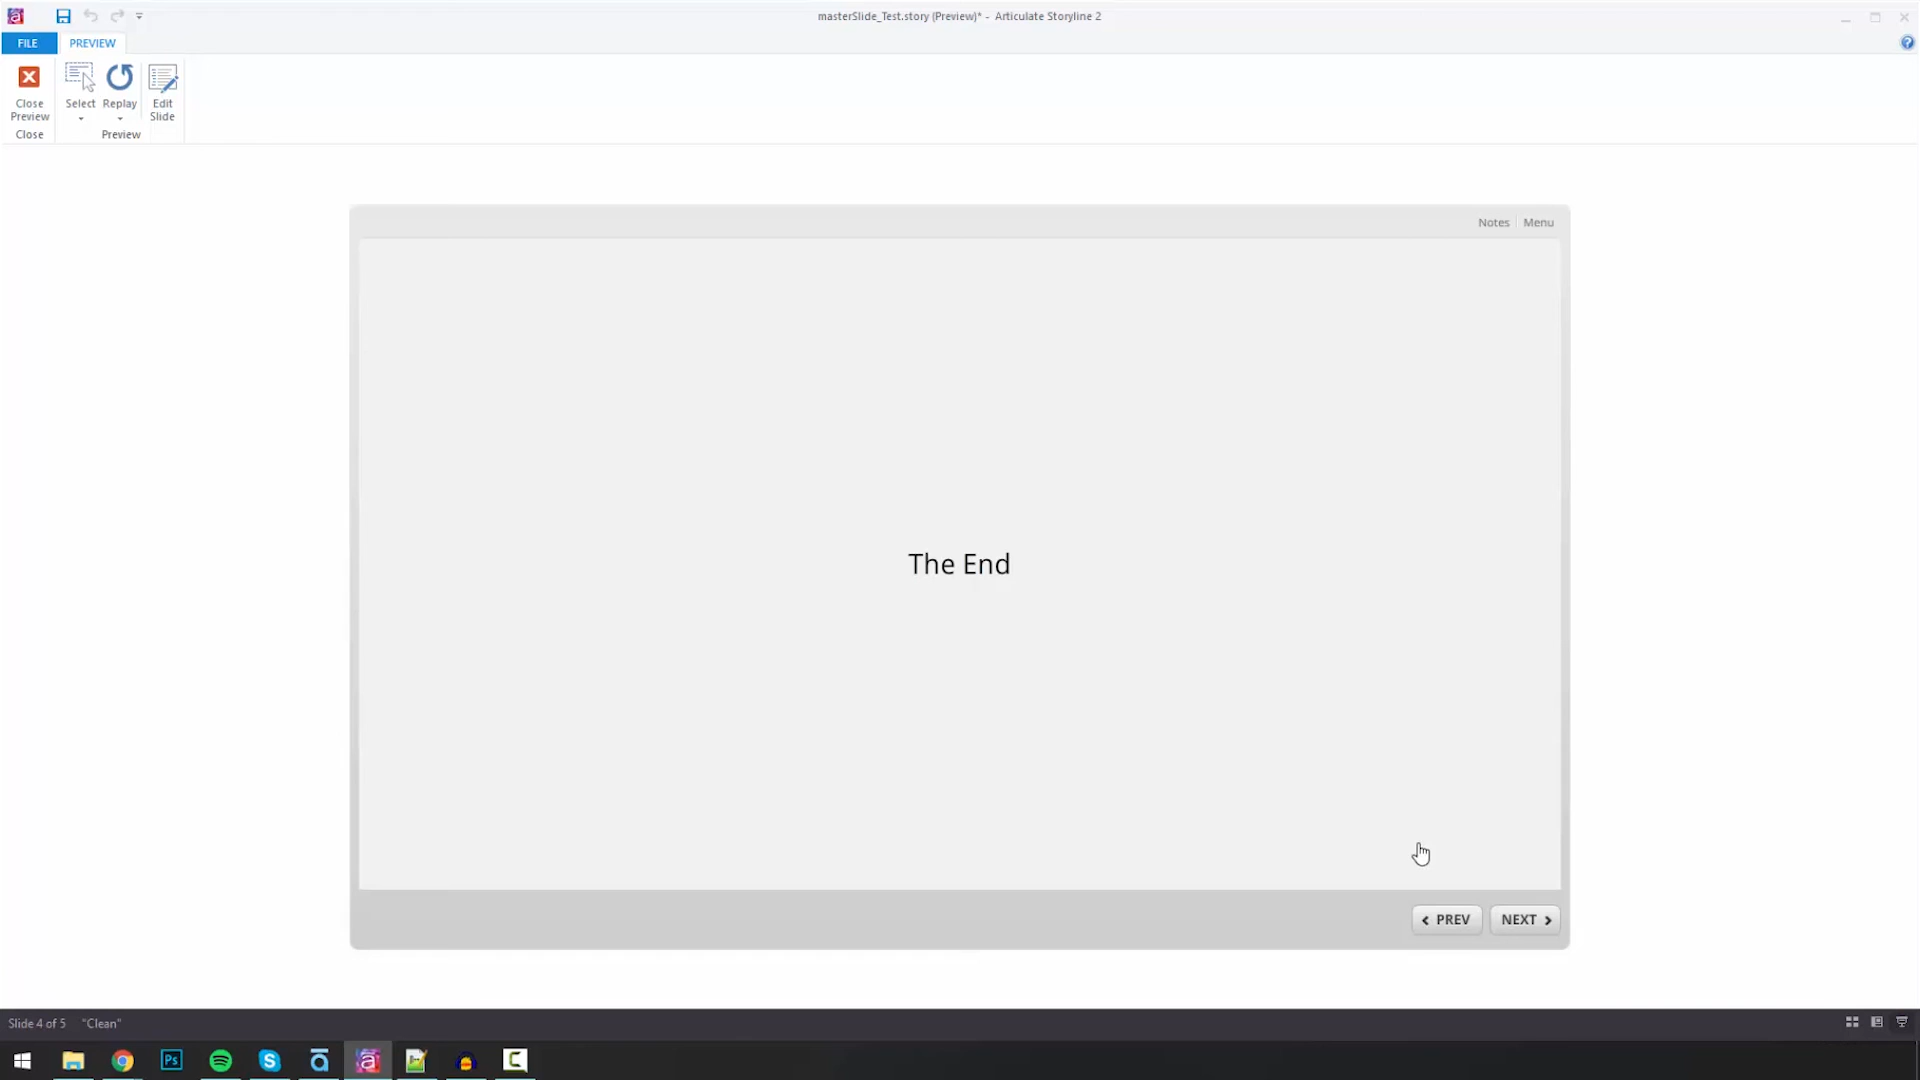 masterSlide_Test.story (Preview)* - Articulate Storyline 2
FILE
PREVIEW
Close Preview
Select
Replay
Edit Slide
Close
Preview
Notes
Menu
The End
PREV
NEXT
Slide 4 of 5
"Clean"
Ps